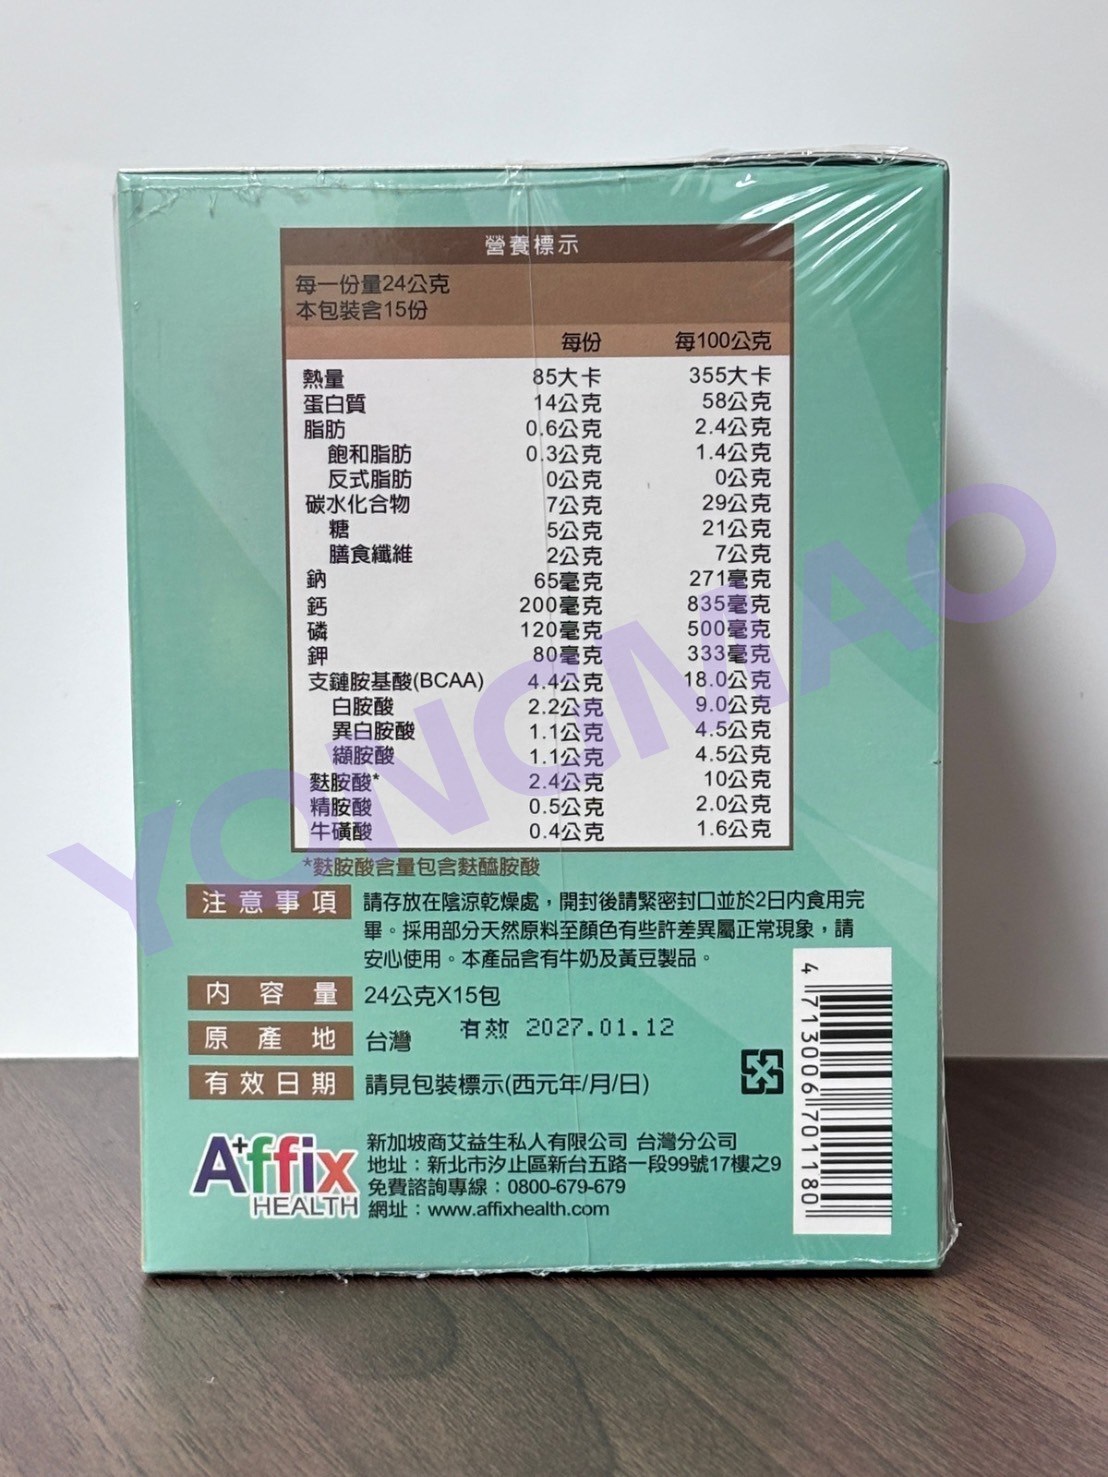 營養標示
每一份量24公克
本包裝含15份
每份 每100公克
熱量 85大卡 355大卡
蛋白質 14公克 58公克
脂肪 0.6公克 2.4公克
飽和脂肪 0.3公克 1.4公克
反式脂肪 0公克 0公克
碳水化合物 7公克 29公克
糖 5公克 21公克
膳食纖維 2公克 7公克
鈉 65毫克 271毫克
鈣 200毫克 835毫克
磷 120毫克 500毫克
鉀 80毫克 333毫克
支鏈胺基酸(BCAA) 4.4公克 18.0公克
白胺酸 2.2公克 9.0公克
異白胺酸 1.1公克 4.5公克
纈胺酸 1.1公克 4.5公克
麩胺酸* 2.4公克 10公克
精胺酸 0.5公克 2.0公克
牛磺酸 0.4公克 1.6公克
*麩胺酸含量包含麩醯胺酸
注意事項 請存放在陰涼乾燥處，開封後請緊密封口並於2日內食用完
畢。採用部分天然原料至顏色有些許差異屬正常現象，請
安心使用。本產品含有牛奶及黃豆製品。
內容量 24公克X15包
有效 2027.01.12
原產地 台灣
有效日期 請見包裝標示(西元年/月/日)
A+ffix
HEALTH
新加坡商艾益生私人有限公司 台灣分公司
地址：新北市汐止區新台五路一段99號17樓之9
免費諮詢專線：0800-679-679
網址：www.affixhealth.com
4 713006 701180
YONGMAO